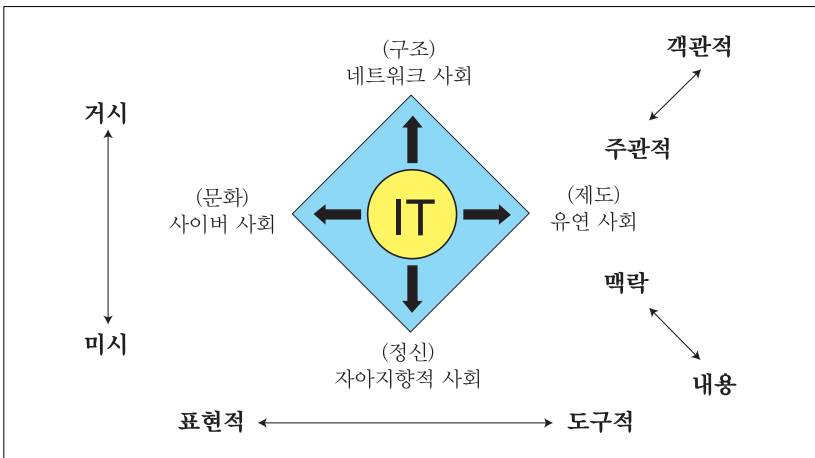 (구조)
네트워크 사회
객관적
거시
주관적
(문화)
사이버 사회
IT
(제도)
유연 사회
맥락
미시
(정신)
자아지향적 사회
내용
표현적
도구적